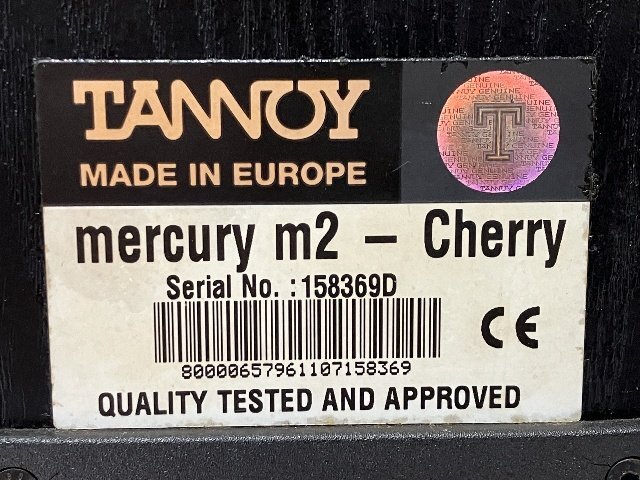 TANNOY
MADE IN EUROPE
T
mercury m2 – Cherry
Serial No. :158369D
CE
80000657961107158369
QUALITY TESTED AND APPROVED